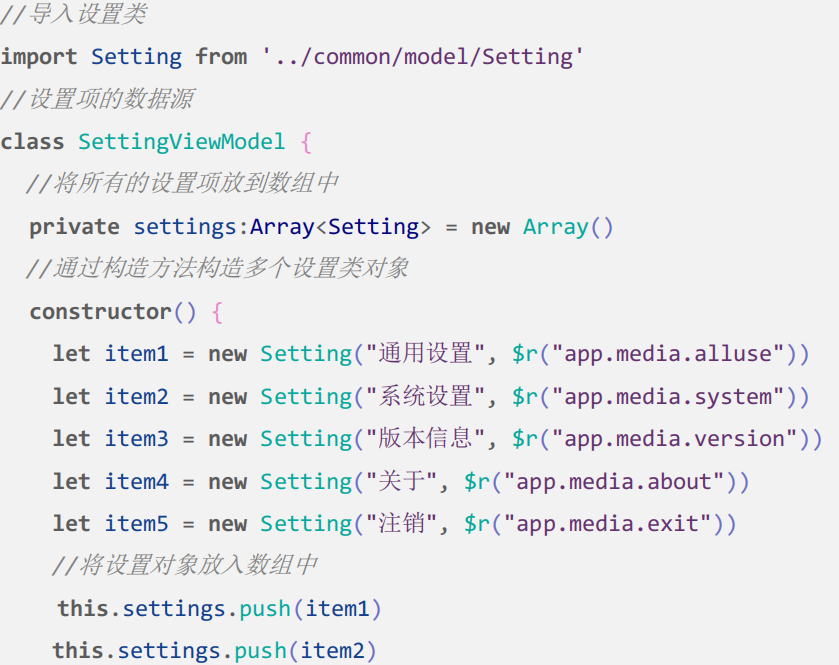 //导入设置类
import Setting from '../common/model/Setting'
//设置项的数据源
class SettingViewModel {
//将所有的设置项放到数组中
private settings:Array<Setting> = new Array()
//通过构造方法构造多个设置类对象
constructor() {
let item1 = new Setting("通用设置", $r("app.media.alluse"))
let item2 = new Setting("系统设置", $r("app.media.system"))
let item3 = new Setting("版本信息", $r("app.media.version"))
let item4 = new Setting("关于", $r("app.media.about"))
let item5 = new Setting("注销", $r("app.media.exit"))
//将设置对象放入数组中
this.settings.push(item1)
this.settings.push(item2)